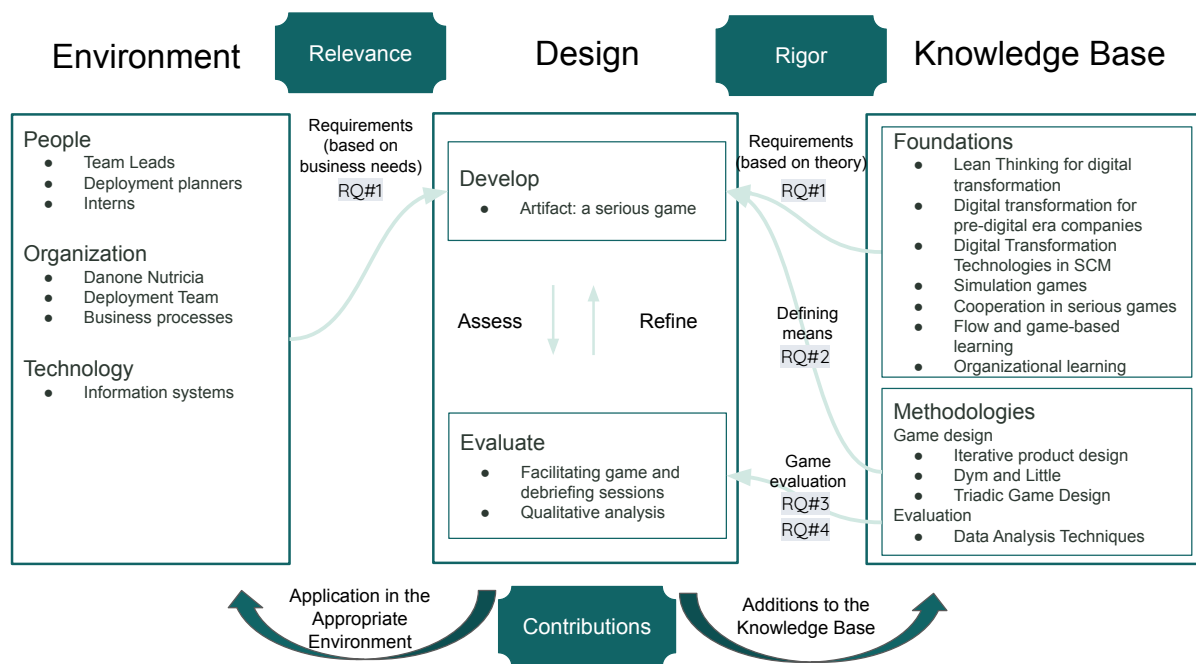 Environment
Relevance
Design
Rigor
Knowledge Base
People
● Team Leads
● Deployment planners
● Interns
Organization
● Danone Nutricia
● Deployment Team
● Business processes
Technology
● Information systems
Requirements
(based on
business needs)
RQ#1
Develop
● Artifact: a serious game
Assess
Refine
Evaluate
● Facilitating game and
debriefing sessions
● Qualitative analysis
Requirements
(based on theory)
RQ#1
Defining
means
RQ#2
Game
evaluation
RQ#3
RQ#4
Foundations
● Lean Thinking for digital
transformation
● Digital transformation for
pre-digital era companies
● Digital Transformation
Technologies in SCM
● Simulation games
● Cooperation in serious games
● Flow and game-based
learning
● Organizational learning
Methodologies
Game design
● Iterative product design
● Dym and Little
● Triadic Game Design
Evaluation
● Data Analysis Techniques
Application in the
Appropriate
Environment
Contributions
Additions to the
Knowledge Base